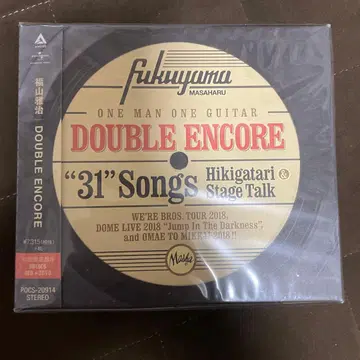 fukuyama
MASAHARU
ONE MAN ONE GUITAR
DOUBLE ENCORE
"31" Songs Hikigatari &
Stage Talk
WE'RE BROS. TOUR 2018,
DOME LIVE 2018 "Jump In The Darkness",
and OMAE TO MIRAI 2018!!
Masha
福山雅治
DOUBLE ENCORE
POCS-20914
STEREO